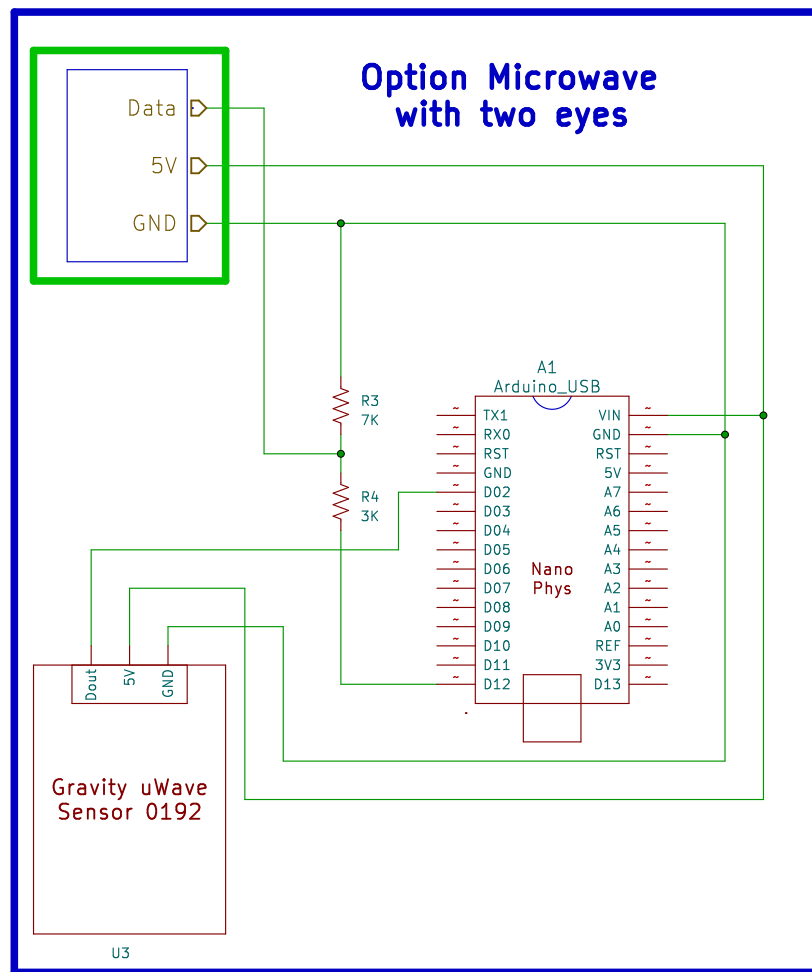 Option Microwave
with two eyes
Data
5V
GND
R3
7K
R4
3K
A1
Arduino_USB
~ TX1 VIN ~
~ RX0 GND ~
~ RST RST ~
~ GND 5V ~
~ D02 A7 ~
~ D03 A6 ~
~ D04 A5 ~
~ D05 A4 ~
~ D06 A3 ~
~ D07 A2 ~
~ D08 A1 ~
~ D09 A0 ~
~ D10 REF ~
~ D11 3V3 ~
~ D12 D13 ~
Nano
Phys
Dout
5V
GND
Gravity uWave
Sensor 0192
U3